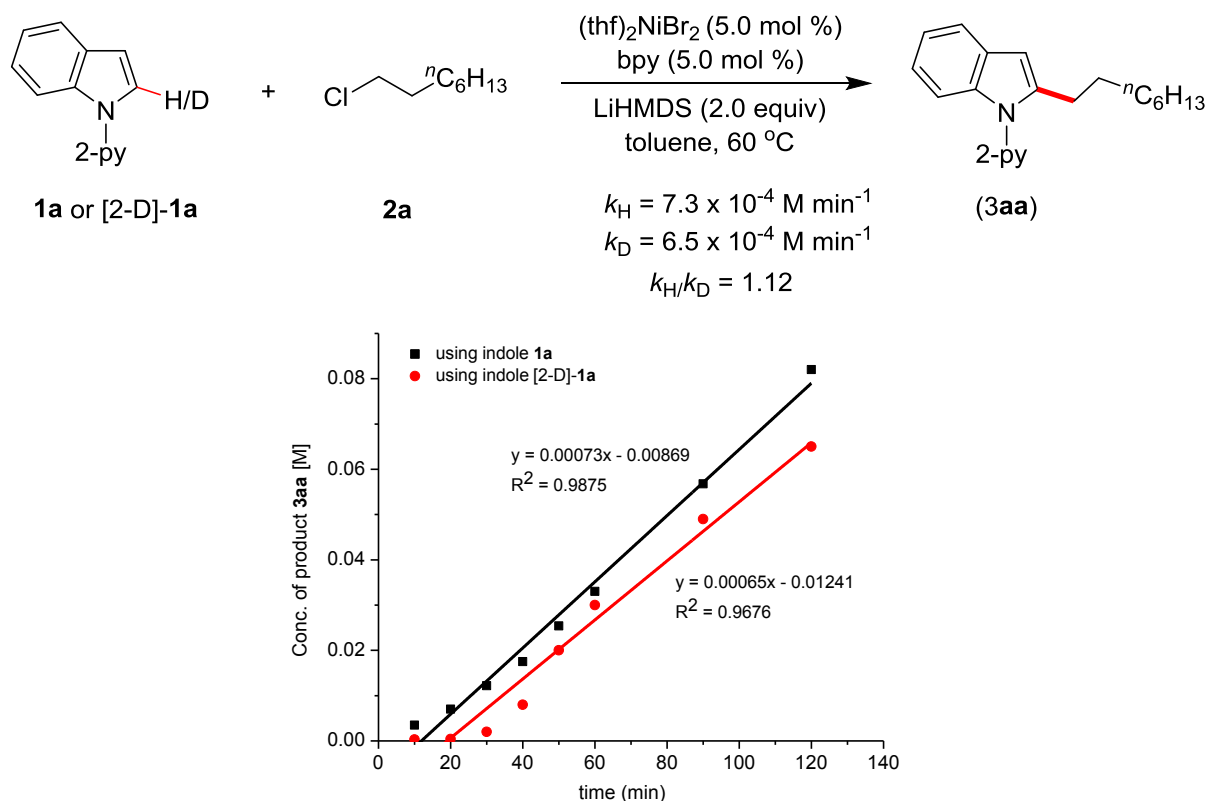 (thf)2NiBr2 (5.0 mol %)
bpy (5.0 mol %)
LiHMDS (2.0 equiv)
toluene, 60 °C
N
H/D
2-py
+
Cl
nC6H13
N
2-py
nC6H13
1a or [2-D]-1a
2a
(3aa)
kH = 7.3 x 10-4 M min-1
kD = 6.5 x 10-4 M min-1
kH/kD = 1.12
using indole 1a
using indole [2-D]-1a
y = 0.00073x - 0.00869
R2 = 0.9875
y = 0.00065x - 0.01241
R2 = 0.9676
Conc. of product 3aa [M]
0.08
0.06
0.04
0.02
0.00
0 20 40 60 80 100 120 140
time (min)